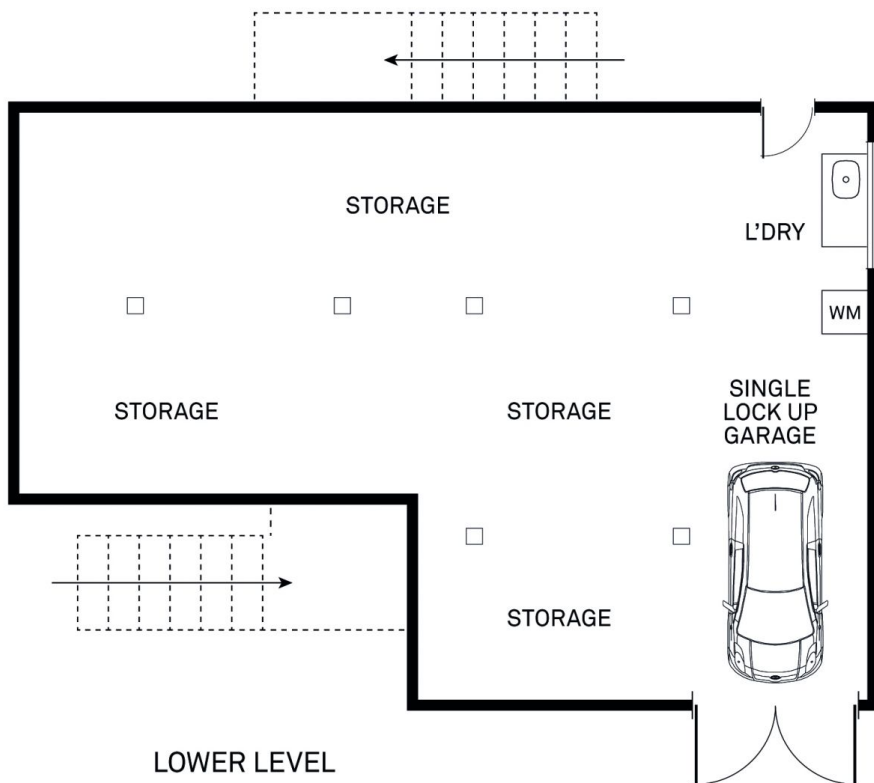 STORAGE
L'DRY
WM
STORAGE
STORAGE
SINGLE
LOCK UP
GARAGE
STORAGE
LOWER LEVEL